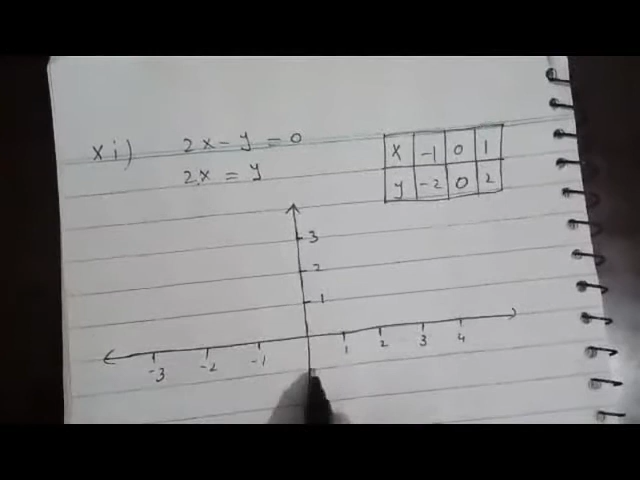 xi) 2x - y = 0
2x = y
x -1 0 1
y -2 0 2
3
2
1
-3 -2 -1 1 2 3 4